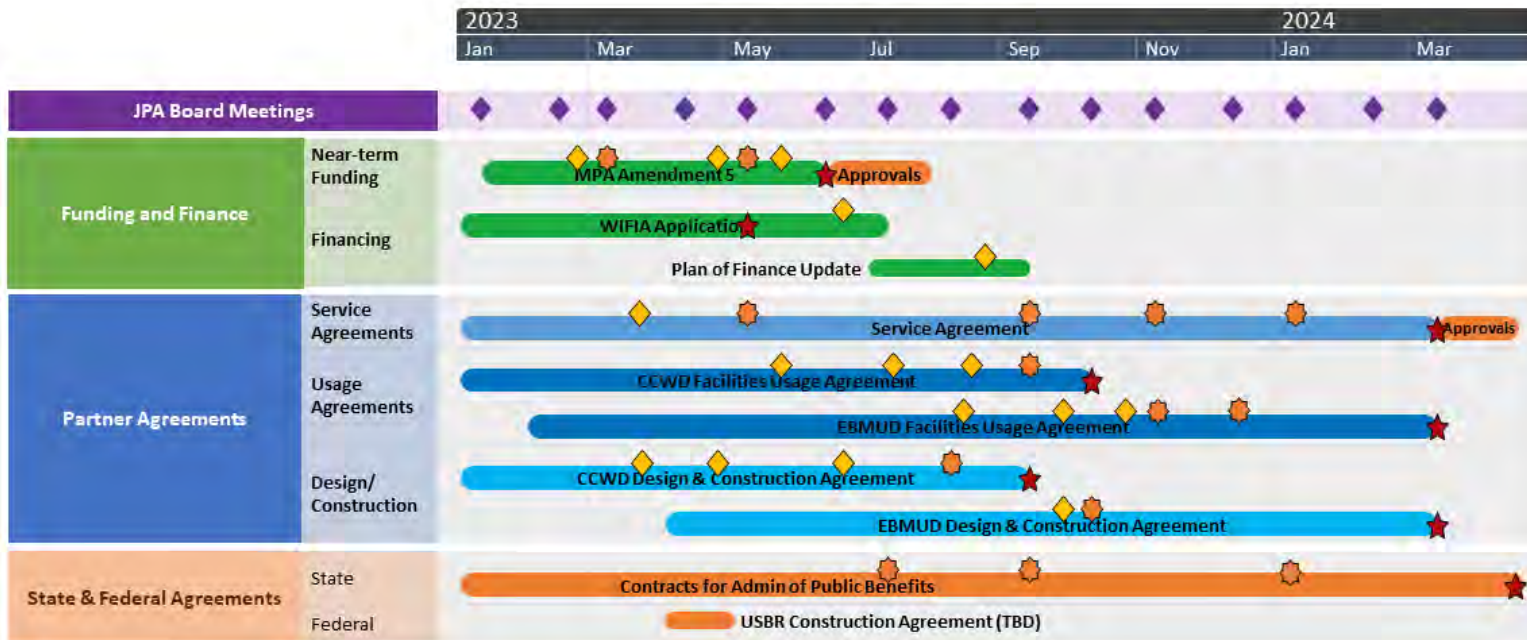 2023 2024
Jan Mar May Jul Sep Nov Jan Mar
JPA Board Meetings
Funding and Finance
Near-term
Funding
MPA Amendment 5
Approvals
Financing
WIFIA Application
Plan of Finance Update
Partner Agreements
Service
Agreements
Service Agreement
Approvals
Usage
Agreements
CCWD Facilities Usage Agreement
EBMUD Facilities Usage Agreement
Design/
Construction
CCWD Design & Construction Agreement
EBMUD Design & Construction Agreement
State & Federal Agreements
State
Contracts for Admin of Public Benefits
Federal
USBR Construction Agreement (TBD)